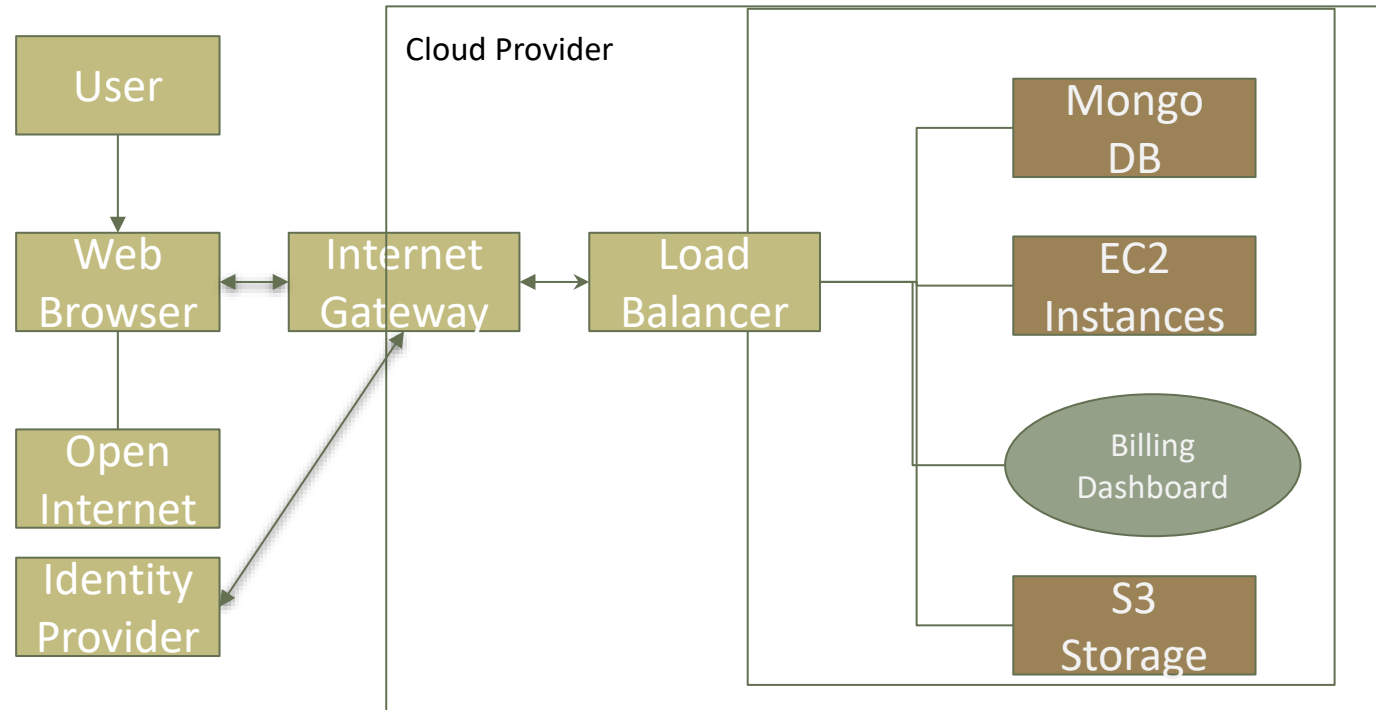 Cloud Provider
User
Mongo
DB
Web
Browser
Internet
Gateway
Load
Balancer
EC2
Instances
Open
Internet
Billing
Dashboard
Identity
Provider
S3
Storage